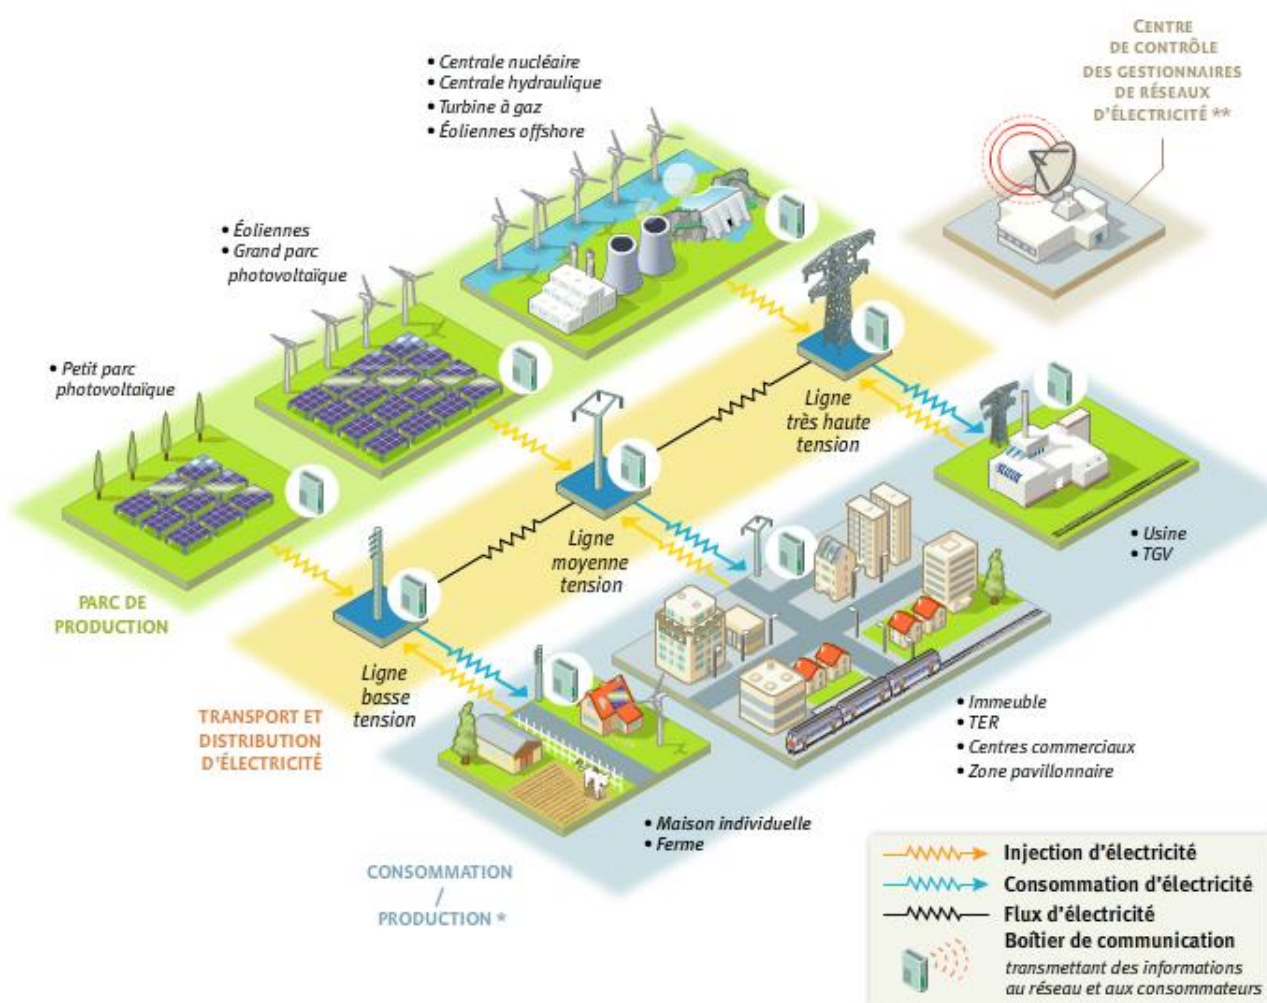 CENTRE
DE CONTRÔLE
DES GESTIONNAIRES
DE RÉSEAUX
D'ÉLECTRICITÉ **
• Centrale nucléaire
• Centrale hydraulique
• Turbine à gaz
• Éoliennes offshore
• Éoliennes
• Grand parc
photovoltaïque
• Petit parc
photovoltaïque
Ligne
très haute
tension
• Usine
• TGV
Ligne
moyenne
tension
PARC DE
PRODUCTION
Ligne
basse
tension
TRANSPORT ET
DISTRIBUTION
D'ÉLECTRICITÉ
• Immeuble
• TER
• Centres commerciaux
• Zone pavillonnaire
• Maison individuelle
• Ferme
CONSOMMATION
/
PRODUCTION *
Injection d'électricité
Consommation d'électricité
Flux d'électricité
Boîtier de communication
transmettant des informations
au réseau et aux consommateurs